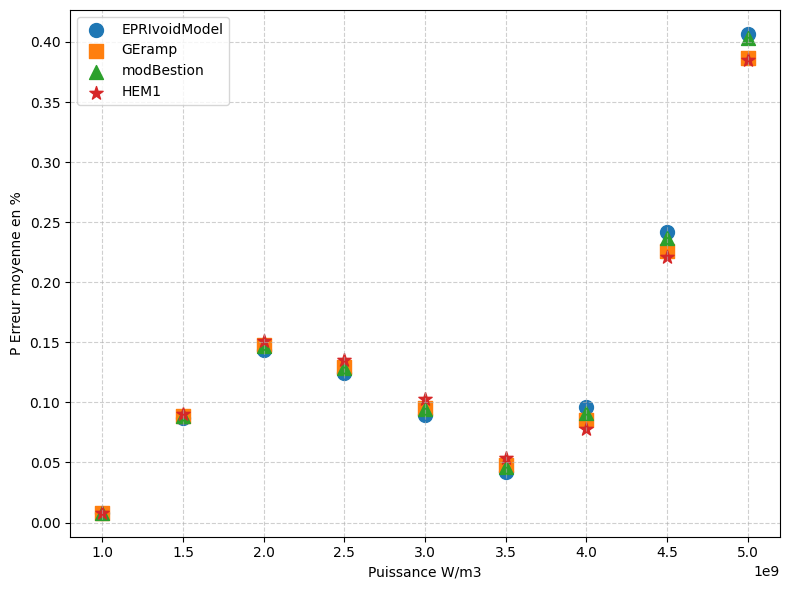 EPRIvoidModel
GEramp
modBestion
HEM1
P Erreur moyenne en %
0.40
0.35
0.30
0.25
0.20
0.15
0.10
0.05
0.00
1.0 1.5 2.0 2.5 3.0 3.5 4.0 4.5 5.0
Puissance W/m3
1e9